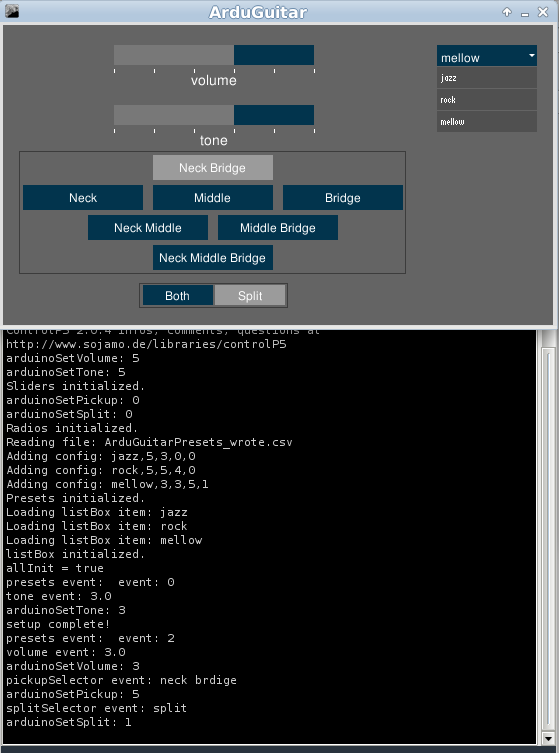 ArduGuitar
mellow
jazz
rock
mellow
volume
tone
Neck Bridge
Neck
Middle
Bridge
Neck Middle
Middle Bridge
Neck Middle Bridge
Both
Split
ControlP5 2.0.4 infos, comments, questions at
http://www.sojamo.de/libraries/controlP5
arduinoSetVolume: 5
arduinoSetTone: 5
Sliders initialized.
arduinoSetPickup: 0
arduinoSetSplit: 0
Radios initialized.
Reading file: ArduGuitarPresets_wrote.csv
Adding config: jazz,5,3,0,0
Adding config: rock,5,5,4,0
Adding config: mellow,3,3,5,1
Presets initialized.
Loading listBox item: jazz
Loading listBox item: rock
Loading listBox item: mellow
listBox initialized.
allInit = true
presets event:  event: 0
tone event: 3.0
arduinoSetTone: 3
setup complete!
presets event:  event: 2
volume event: 3.0
arduinoSetVolume: 3
pickupSelector event: neck brdige
arduinoSetPickup: 5
splitSelector event: split
arduinoSetSplit: 1